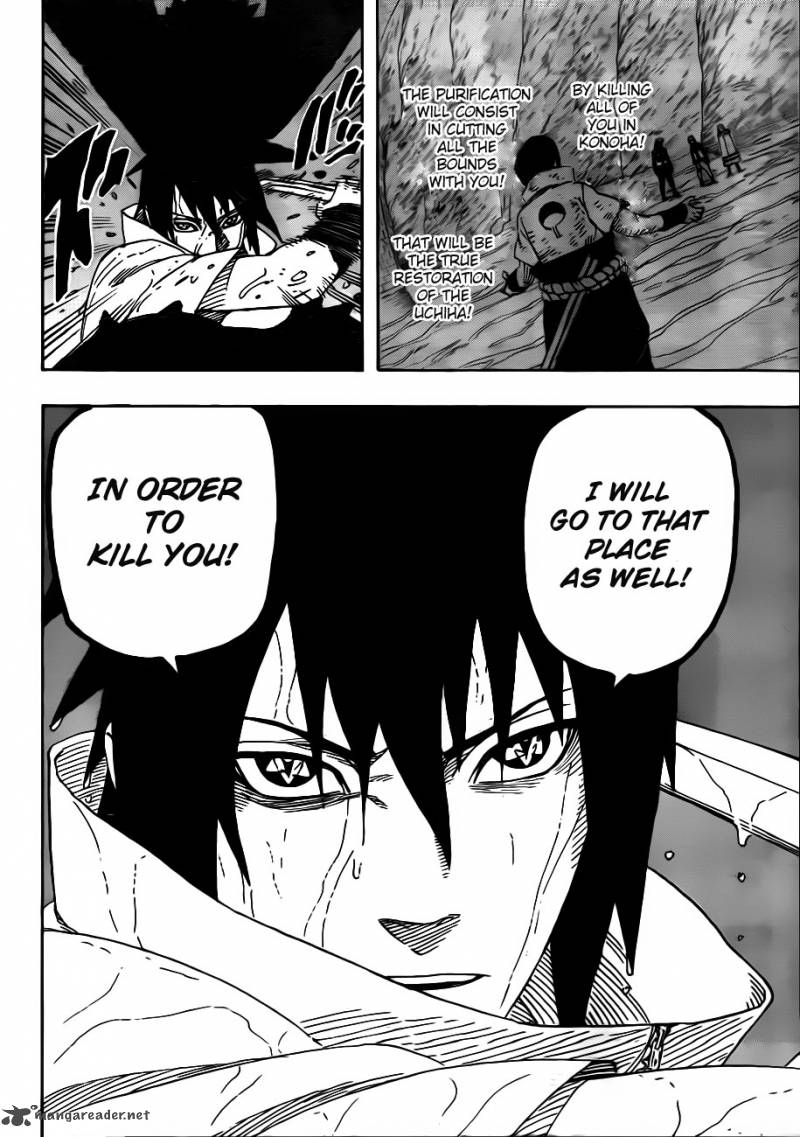 BY KILLING
ALL OF
YOU IN
KONOHA!
THE PURIFICATION
WILL CONSIST
IN CUTTING
ALL THE
BOUNDS
WITH YOU!
THAT WILL BE
THE TRUE
RESTORATION
OF THE
UCHIHA!
I WILL
GO TO THAT
PLACE
AS WELL!
IN ORDER
TO
KILL YOU!
mangareader.net